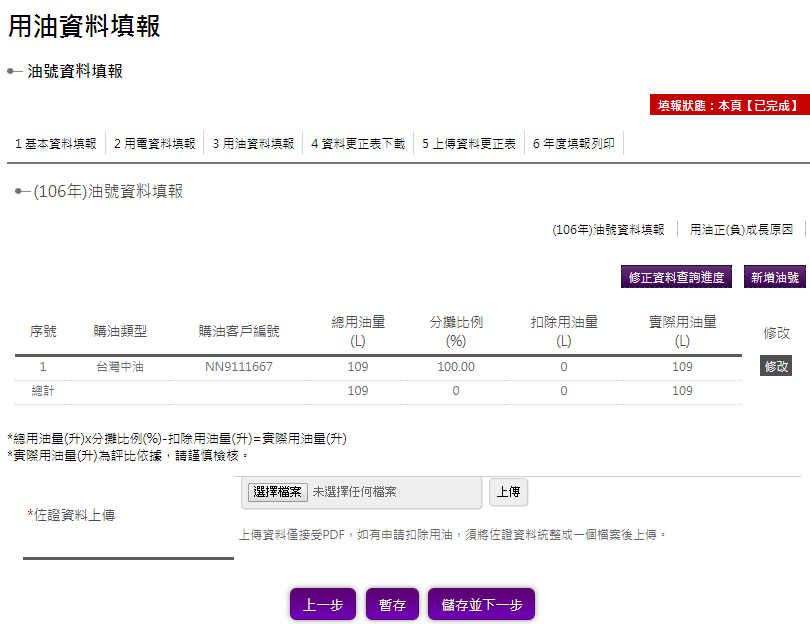 用油資料填報
油號資料填報
填報狀態：本頁【已完成】
1 基本資料填報 2 用電資料填報 3 用油資料填報 4 資料更正表下載 5 上傳資料更正表 6 年度填報列印
(106年)油號資料填報
(106年)油號資料填報 用油正(負)成長原因
修正資料查詢進度 新增油號
序號 購油類型 購油客戶編號 總用油量(L) 分攤比例(%) 扣除用油量(L) 實際用油量(L) 修改
1 台灣中油 NN9111667 109 100.00 0 109 修改
總計 109 0 0 109
*總用油量(升)x分攤比例(%)-扣除用油量(升)=實際用油量(升)
*實際用油量(升)為評比依據，請謹慎檢核。
選擇檔案 未選擇任何檔案 上傳
*佐證資料上傳
上傳資料僅接受PDF，如有申請扣除用油，須將佐證資料統整成一個檔案後上傳。
上一步 暫存 儲存並下一步